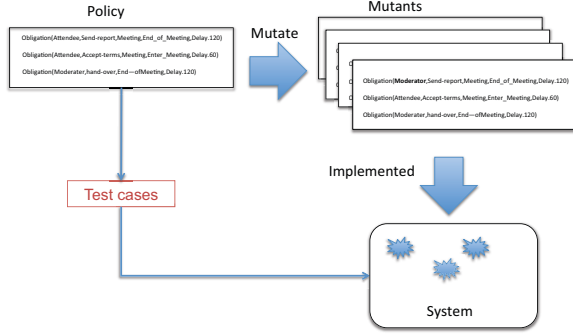 Policy
Mutants
Obligation(Attendee,Send-report,Meeting,End_of_Meeting,Delay.120)
Obligation(Attendee,Accept-terms,Meeting,Enter_Meeting,Delay.60)
Obligation(Moderater,hand-over,End—ofMeeting,Delay.120)
Mutate
Obligation(Moderator,Send-report,Meeting,End_of_Meeting,Delay.120)
Obligation(Attendee,Accept-terms,Meeting,Enter_Meeting,Delay.60)
Obligation(Moderater,hand-over,End—ofMeeting,Delay.120)
Implemented
Test cases
System